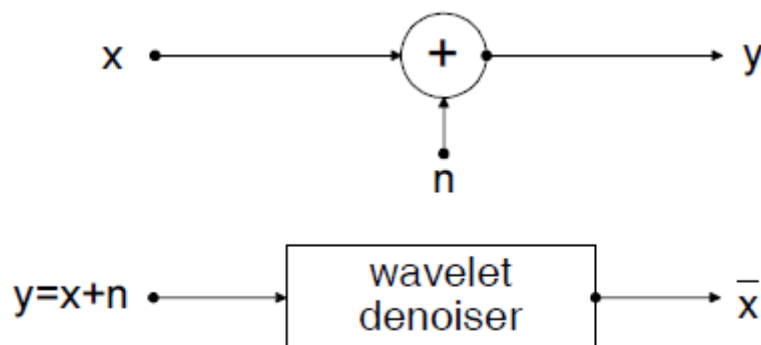 x + y
n
y=x+n wavelet denoiser x̄